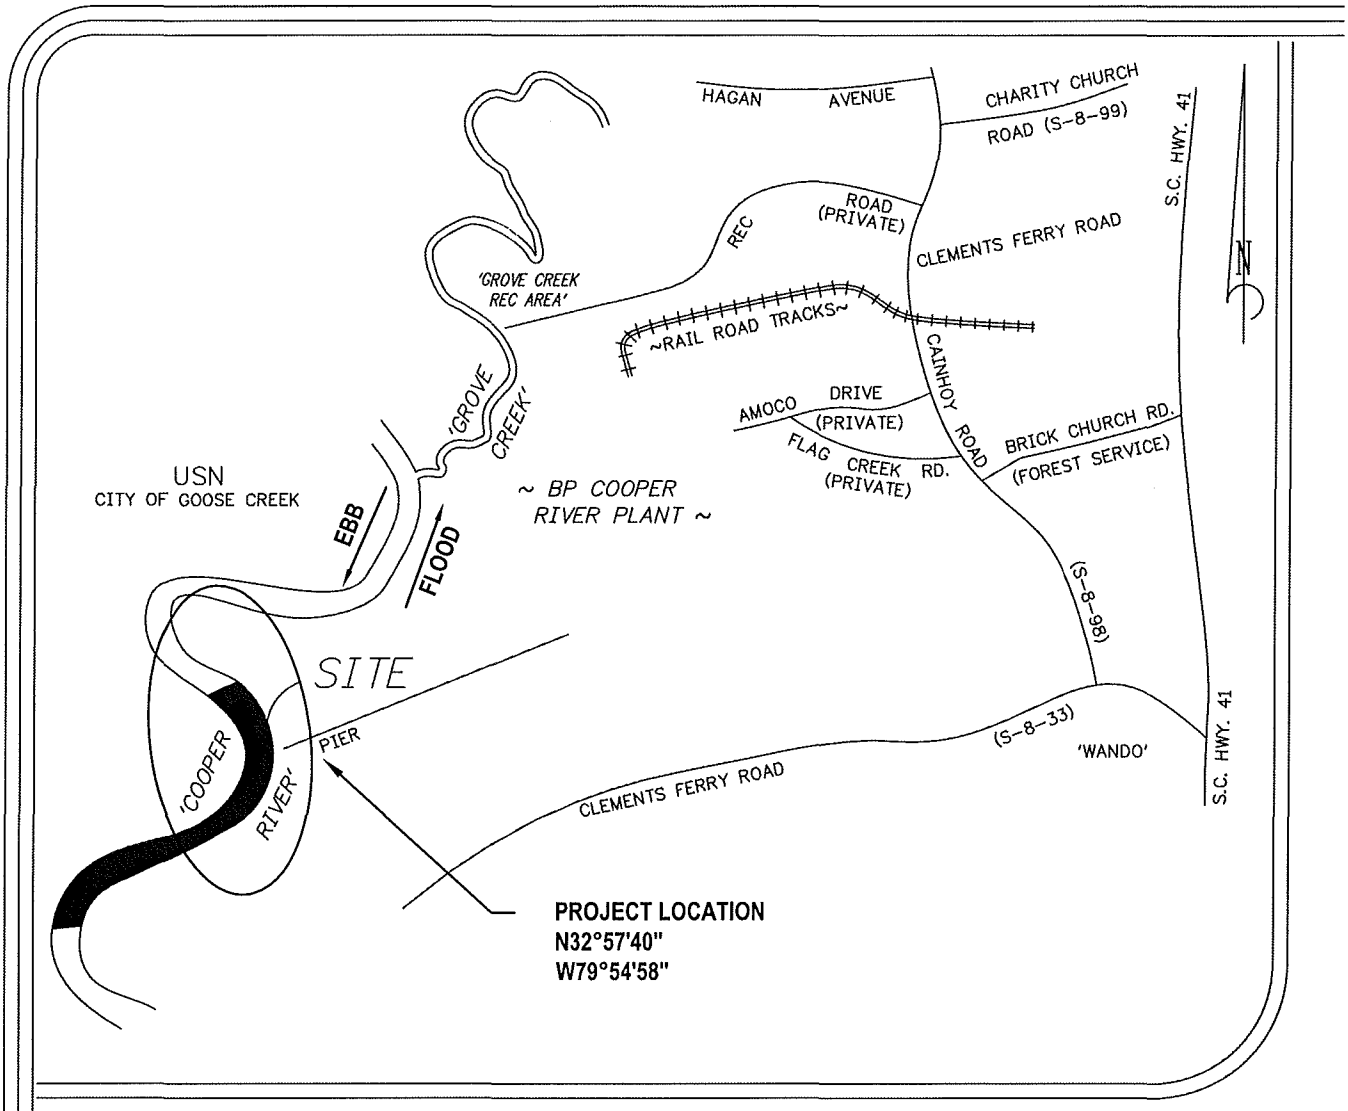 HAGAN AVENUE
CHARITY CHURCH
ROAD (S-8-99)
S.C. HWY. 41
N
REC
ROAD
(PRIVATE)
CLEMENTS FERRY ROAD
'GROVE CREEK
REC AREA'
~RAIL ROAD TRACKS~
CAINHOY ROAD
'GROVE
CREEK'
AMOCO DRIVE
(PRIVATE)
FLAG CREEK RD.
(PRIVATE)
BRICK CHURCH RD.
(FOREST SERVICE)
USN
CITY OF GOOSE CREEK
~ BP COOPER
RIVER PLANT ~
EBB
FLOOD
(S-8-98)
SITE
PIER
'COOPER
RIVER'
CLEMENTS FERRY ROAD
(S-8-33)
'WANDO'
S.C. HWY. 41
PROJECT LOCATION
N32°57'40"
W79°54'58"